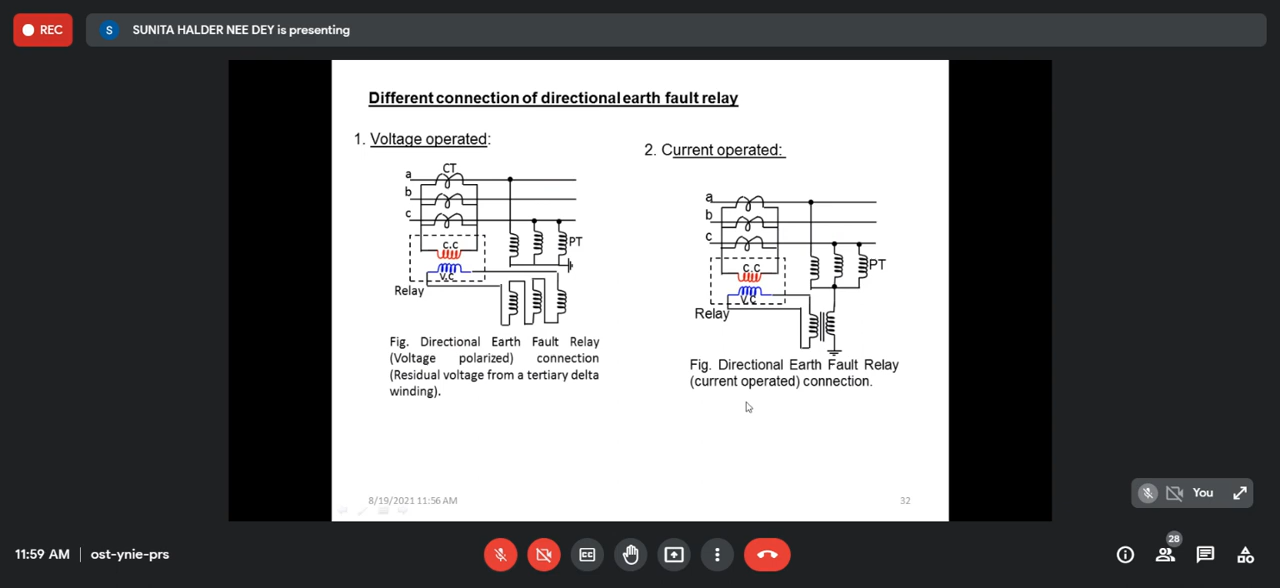 REC
S
SUNITA HALDER NEE DEY is presenting
Different connection of directional earth fault relay
1. Voltage operated:
CT
a
b
c
c.c
PT
v.c
Relay
Fig. Directional Earth Fault Relay
(Voltage polarized) connection
(Residual voltage from a tertiary delta
winding).
2. Current operated:
a
b
c
c.c
PT
v.c
Relay
Fig. Directional Earth Fault Relay
(current operated) connection.
8/19/2021 11:56 AM
32
You
11:59 AM | ost-ynie-prs
CC
28